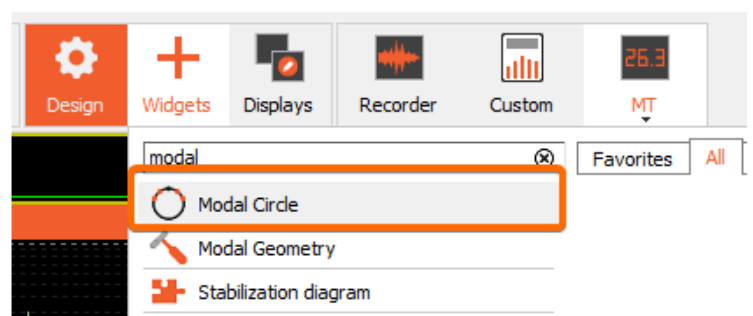 Design Widgets Displays Recorder Custom 26.3 MT
modal
Favorites All
Modal Circle
Modal Geometry
Stabilization diagram